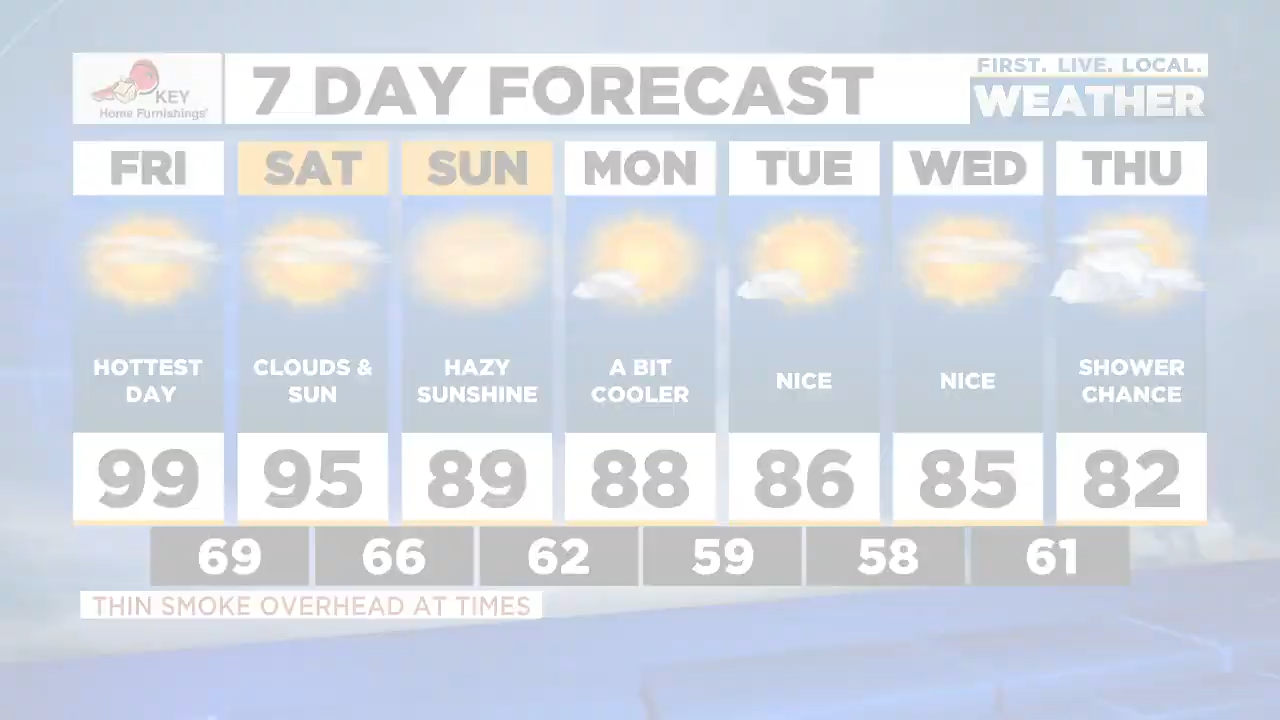 KEY
Home Furnishings'
7 DAY FORECAST
FIRST. LIVE. LOCAL.
WEATHER
FRI SAT SUN MON TUE WED THU
HOTTEST DAY
CLOUDS & SUN
HAZY SUNSHINE
A BIT COOLER
NICE
NICE
SHOWER CHANCE
99 95 89 88 86 85 82
69 66 62 59 58 61
THIN SMOKE OVERHEAD AT TIMES